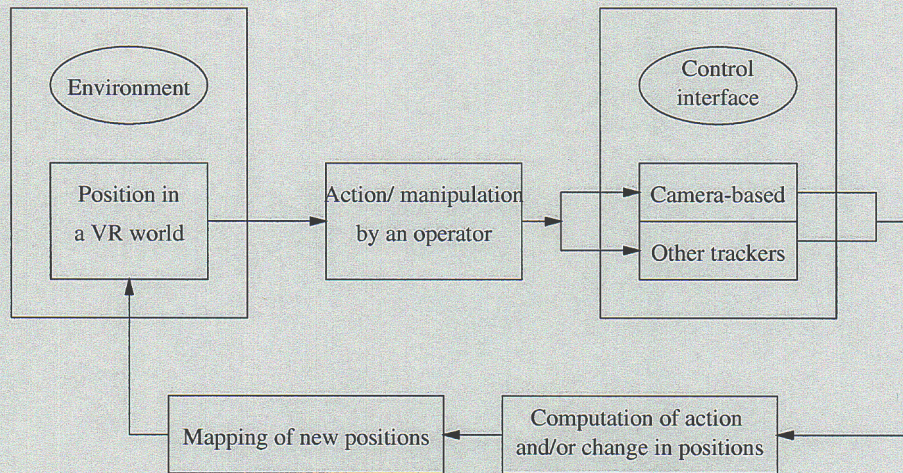 Environment
Position in
a VR world
Action/ manipulation
by an operator
Control
interface
Camera-based
Other trackers
Mapping of new positions
Computation of action
and/or change in positions